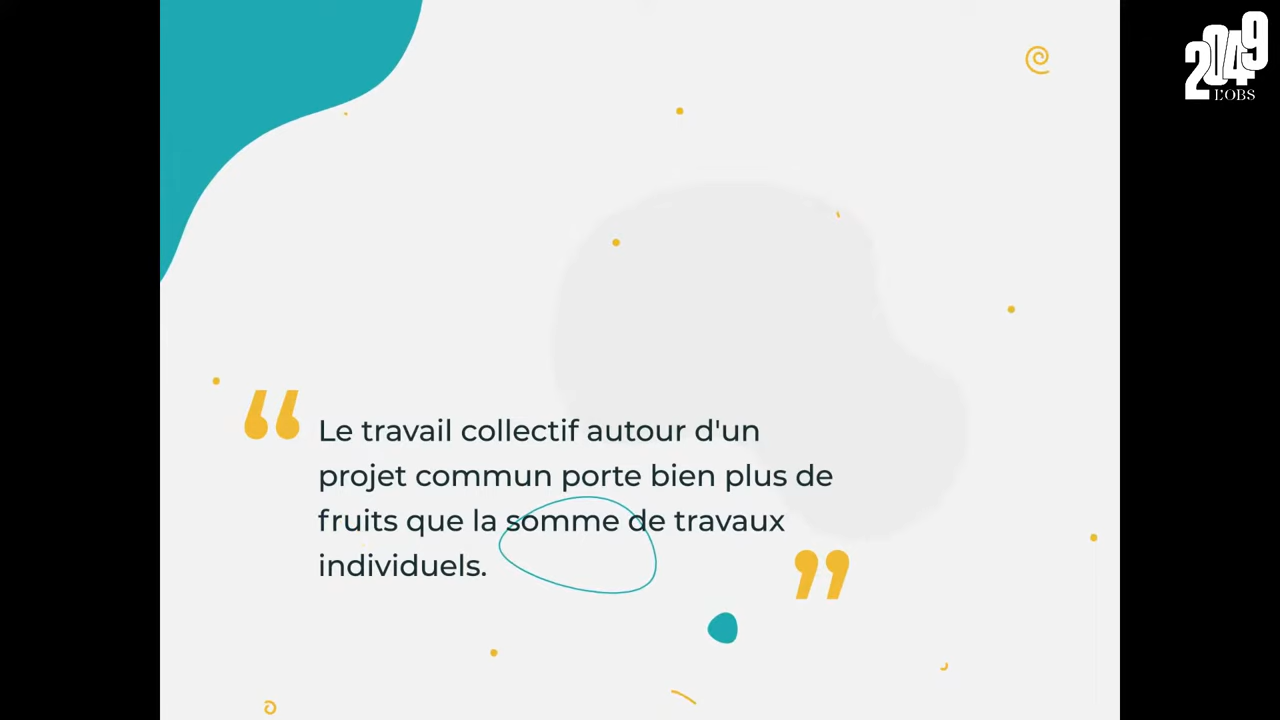 2049
L'OBS
“ Le travail collectif autour d'un
projet commun porte bien plus de
fruits que la somme de travaux
individuels. ”